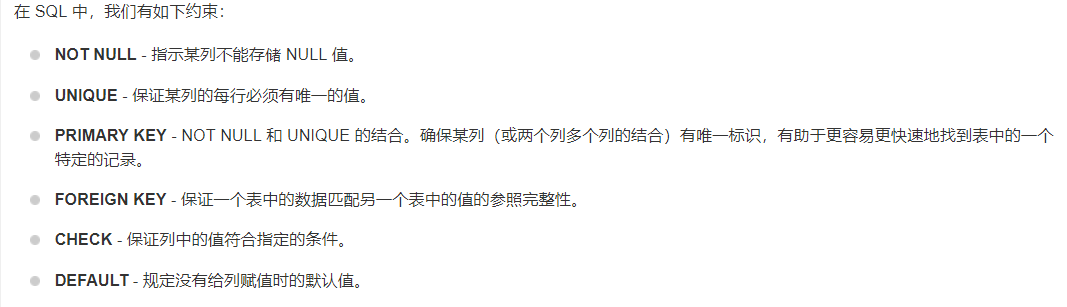 在 SQL 中，我们有如下约束：
NOT NULL - 指示某列不能存储 NULL 值。
UNIQUE - 保证某列的每行必须有唯一的值。
PRIMARY KEY - NOT NULL 和 UNIQUE 的结合。确保某列（或两个列多个列的结合）有唯一标识，有助于更容易更快速地找到表中的一个
特定的记录。
FOREIGN KEY - 保证一个表中的数据匹配另一个表中的值的参照完整性。
CHECK - 保证列中的值符合指定的条件。
DEFAULT - 规定没有给列赋值时的默认值。